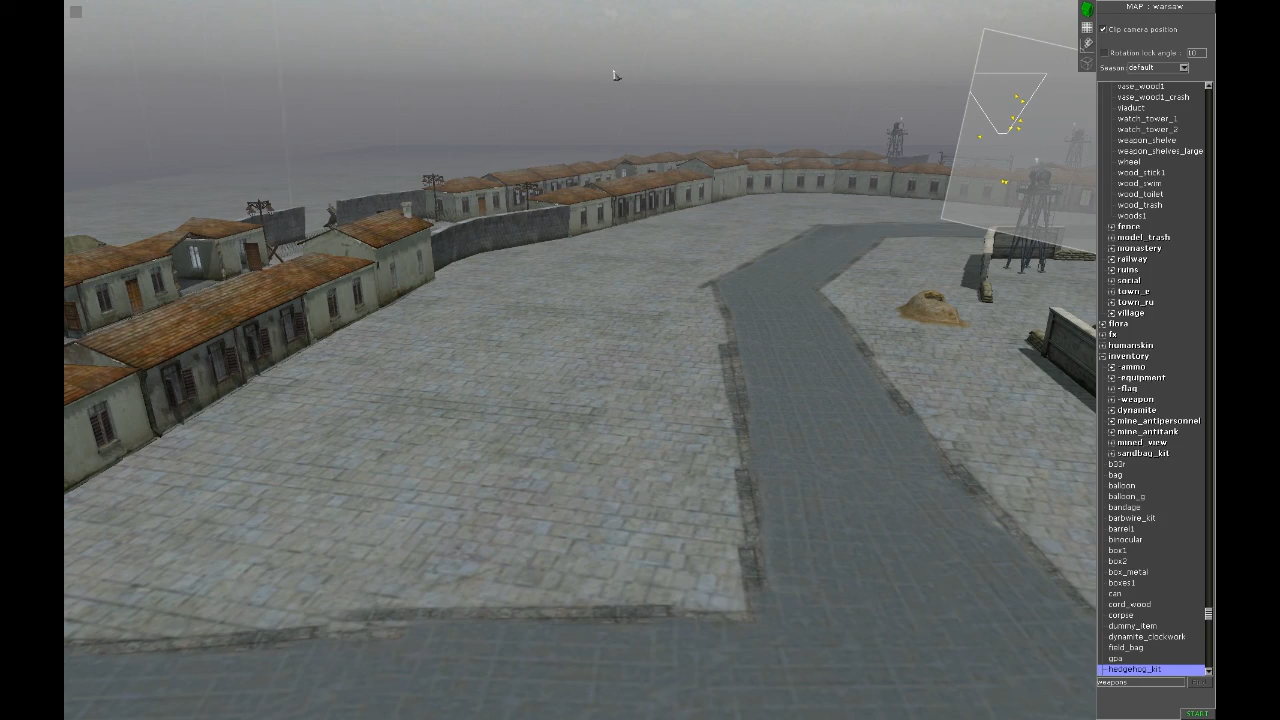 MAP : warsaw
Clip camera position
Rotation lock angle : 10
Season: default
vase_wood1
vase_wood1_crash
viaduct
watch_tower_1
watch_tower_2
weapon_shelve
weapon_shelves_large
wheel
wood_stick1
wood_swim
wood_toilet
wood_trash
woods1
fence
model_trash
monastery
railway
ruins
social
town_e
town_ru
village
flora
fx
humanskin
inventory
-ammo
-equipment
-flag
-weapon
dynamite
mine_antipersonnel
mine_antitank
mined_view
sandbag_kit
b33r
bag
balloon
balloon_g
bandage
barbwire_kit
barrel1
binocular
box1
box2
box_metal
boxes1
can
cord_wood
corpse
dummy_item
dynamite_clockwork
field_bag
gpa
hedgehog_kit
weapons
START